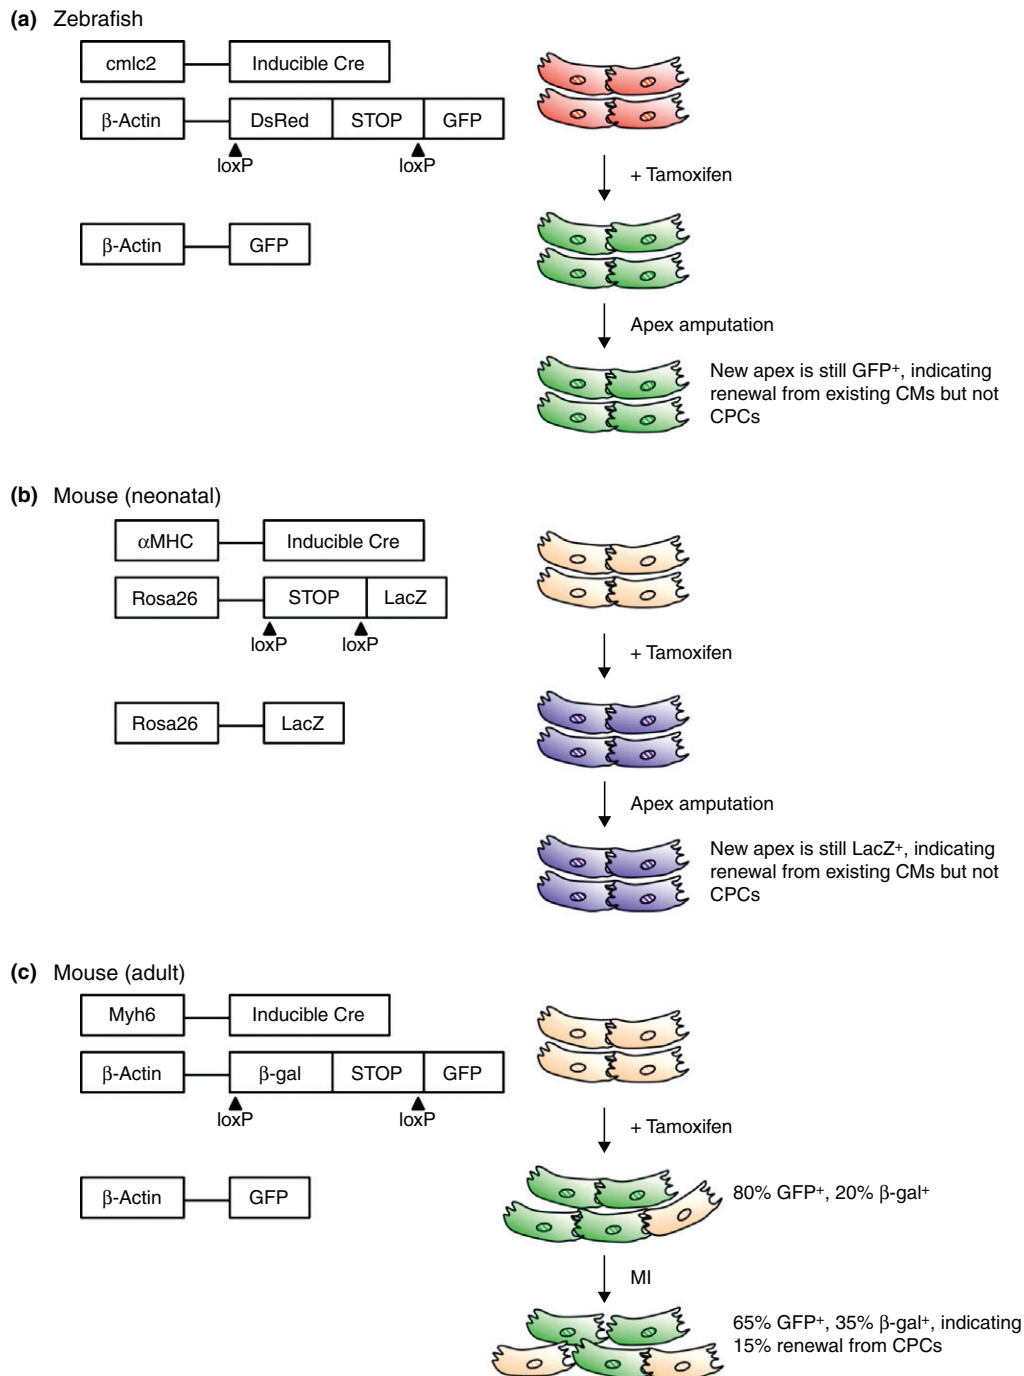 (a) Zebrafish
cmlc2 Inducible Cre
β-Actin DsRed STOP GFP
loxP loxP
+ Tamoxifen
β-Actin GFP
Apex amputation
New apex is still GFP⁺, indicating
renewal from existing CMs but not
CPCs
(b) Mouse (neonatal)
αMHC Inducible Cre
Rosa26 STOP LacZ
loxP loxP
+ Tamoxifen
Rosa26 LacZ
Apex amputation
New apex is still LacZ⁺, indicating
renewal from existing CMs but not
CPCs
(c) Mouse (adult)
Myh6 Inducible Cre
β-Actin β-gal STOP GFP
loxP loxP
+ Tamoxifen
β-Actin GFP
80% GFP⁺, 20% β-gal⁺
MI
65% GFP⁺, 35% β-gal⁺, indicating
15% renewal from CPCs